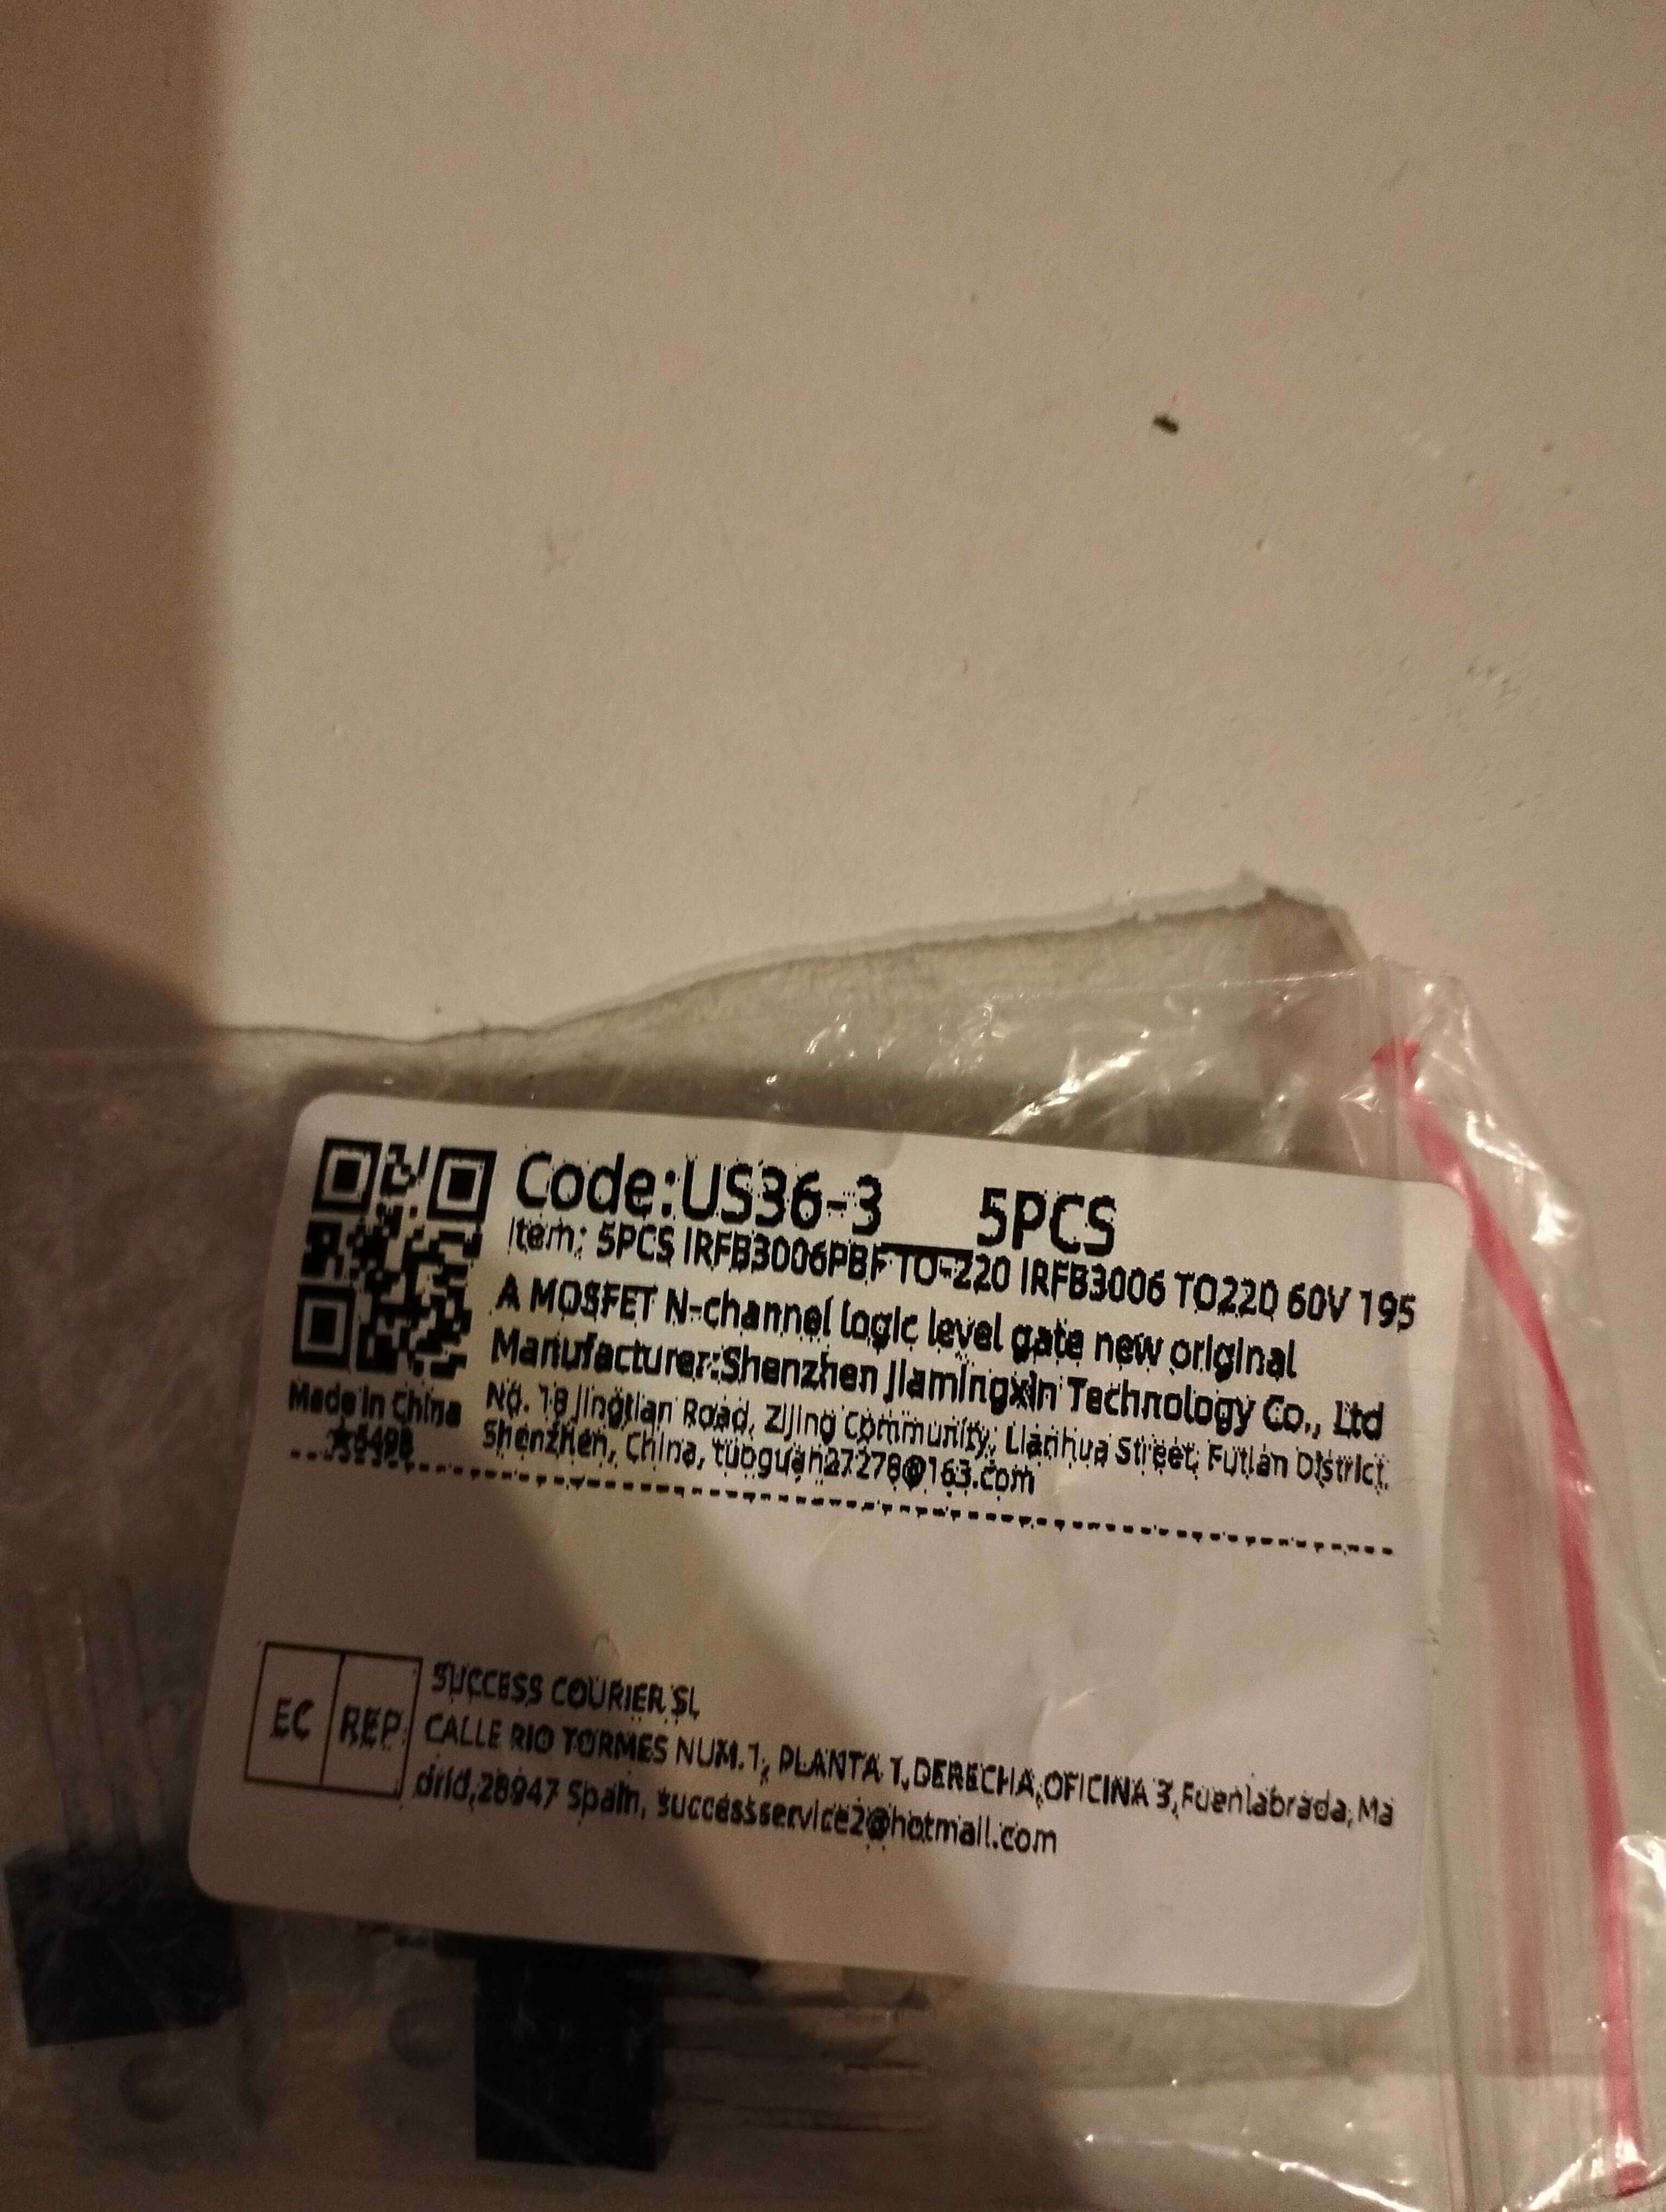 Code:US36-3___5PCS
Item: 5PCS IRFB3006PBF TO-220 IRFB3006 TO220 60V 195
A MOSFET N-channel logic level gate new original
Manufacturer:Shenzhen Jiamingxin Technology Co., Ltd
No. 18 Jingtian Road, Zijing Community, Lianhua Street, Futian District,
Shenzhen, China, tuoguan27278@163.com
Made in China
EC REP
SUCCESS COURIER SL
CALLE RIO TORMES NUM.1, PLANTA 1,DERECHA,OFICINA 3,Fuenlabrada,Ma
drid,28947 Spain, successservice2@hotmail.com